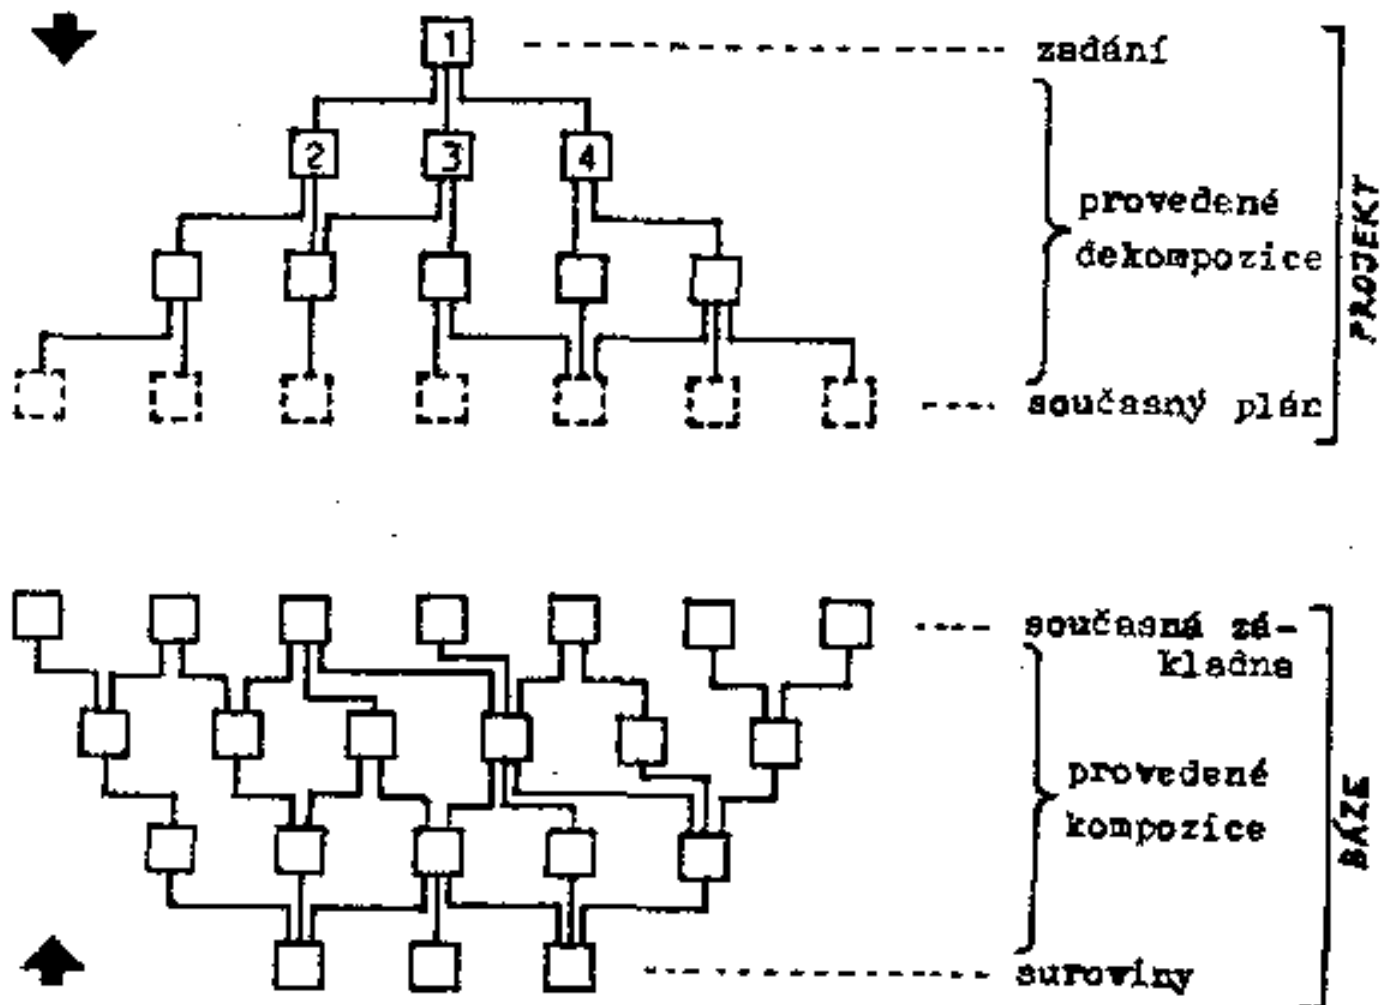 1
zadání
2
3
4
provedené
dekompozice
PROJEKT
současný plán
současná zá-
kladna
provedené
kompozice
BÁZE
suroviny